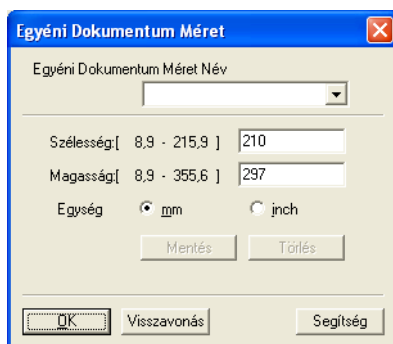 Egyéni Dokumentum Méret
Egyéni Dokumentum Méret Név
Szélesség:[ 8,9 - 215,9 ] 210
Magasság:[ 8,9 - 355,6 ] 297
Egység mm inch
Mentés Törlés
OK Visszavonás Segítség